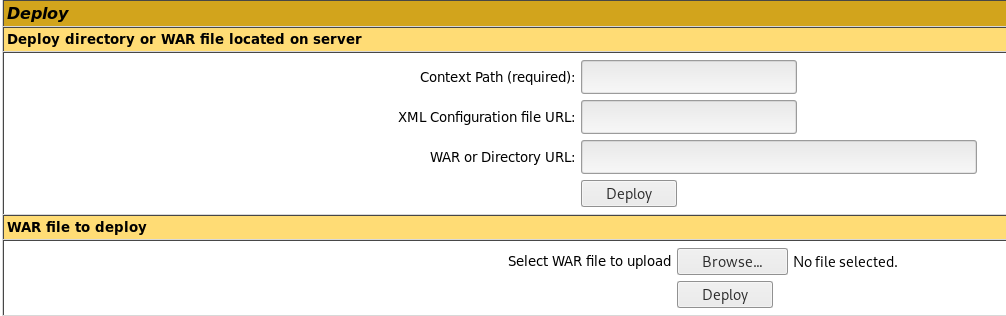 Deploy
Deploy directory or WAR file located on server
Context Path (required):
XML Configuration file URL:
WAR or Directory URL:
Deploy
WAR file to deploy
Select WAR file to upload Browse... No file selected.
Deploy